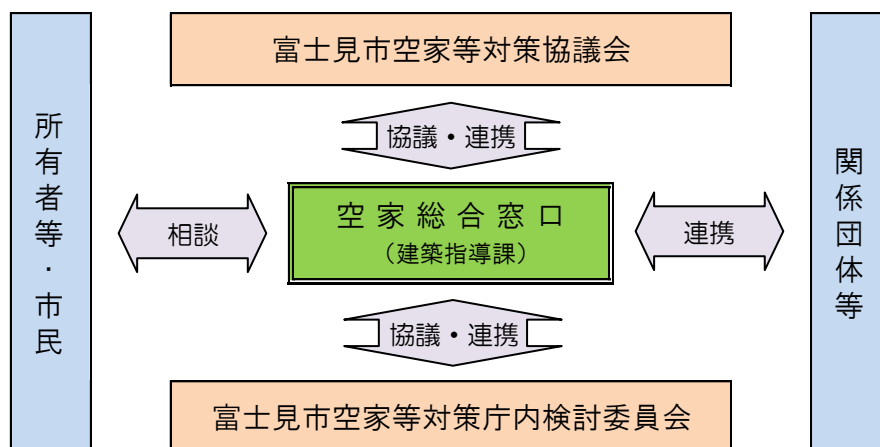 富士見市空家等対策協議会
所有者等・市民
協議・連携
関係団体等
相談
空家総合窓口
（建築指導課）
連携
協議・連携
富士見市空家等対策庁内検討委員会